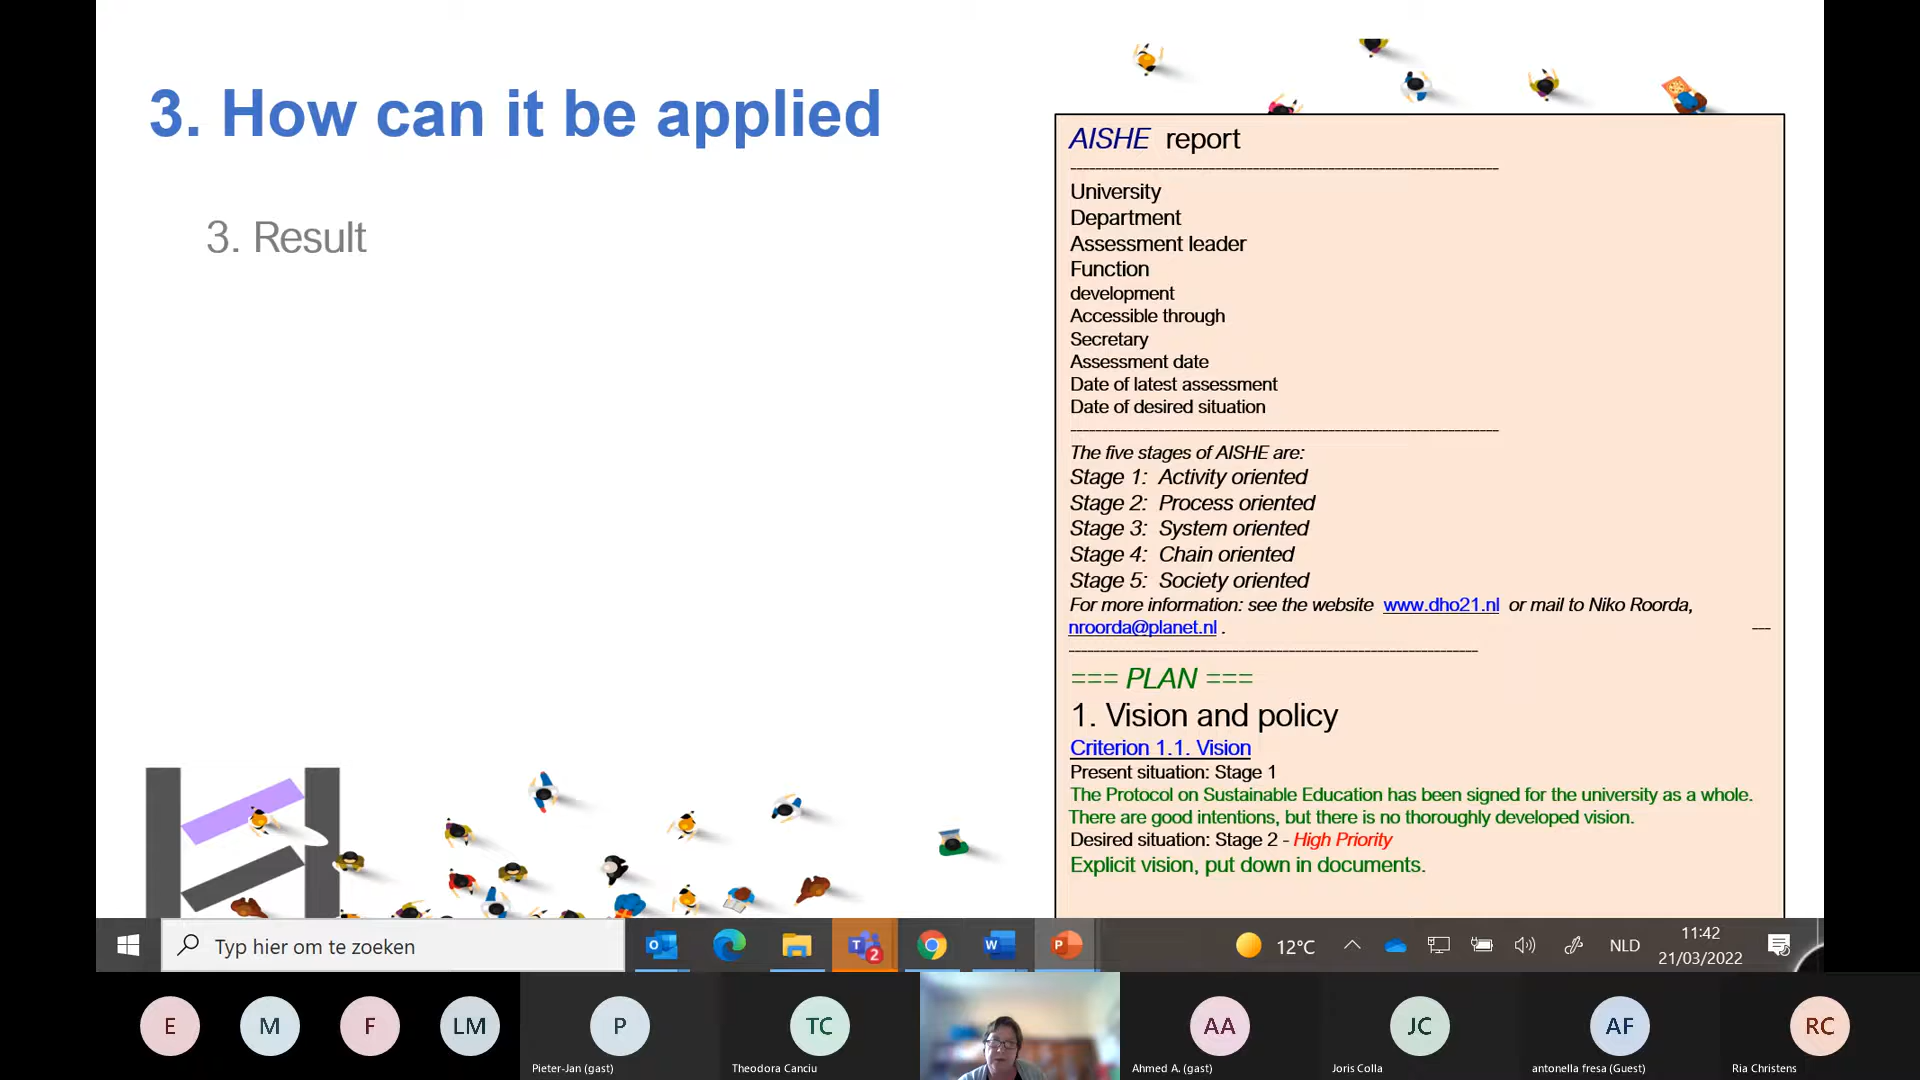 3. How can it be applied
3. Result
AISHE report
University
Department
Assessment leader
Function
development
Accessible through
Secretary
Assessment date
Date of latest assessment
Date of desired situation
The five stages of AISHE are:
Stage 1: Activity oriented
Stage 2: Process oriented
Stage 3: System oriented
Stage 4: Chain oriented
Stage 5: Society oriented
For more information: see the website www.dho21.nl or mail to Niko Roorda,
nroorda@planet.nl .
=== PLAN ===
1. Vision and policy
Criterion 1.1. Vision
Present situation: Stage 1
The Protocol on Sustainable Education has been signed for the university as a whole.
There are good intentions, but there is no thoroughly developed vision.
Desired situation: Stage 2 - High Priority
Explicit vision, put down in documents.
Typ hier om te zoeken
2
12°C
NLD
11:42
21/03/2022
E
M
F
LM
P
TC
AA
JC
AF
RC
Pieter-Jan (gast)
Theodora Canciu
Ahmed A. (gast)
Joris Colla
antonella fresa (Guest)
Ria Christens